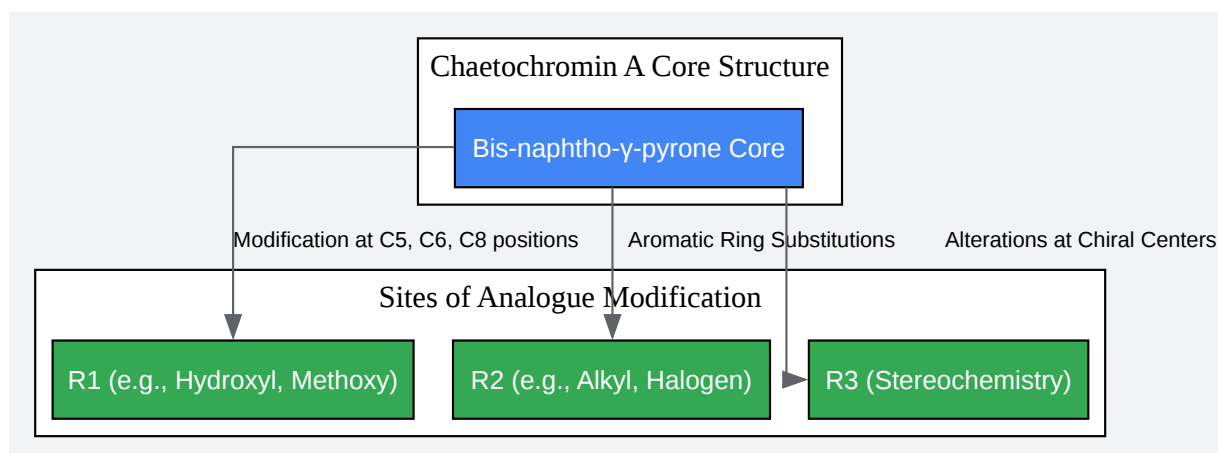 Chaetochromin A Core Structure
Bis-naphtho-γ-pyrone Core
Modification at C5, C6, C8 positions
Aromatic Ring Substitutions
Alterations at Chiral Centers
Sites of Analogue Modification
R1 (e.g., Hydroxyl, Methoxy)
R2 (e.g., Alkyl, Halogen)
R3 (Stereochemistry)